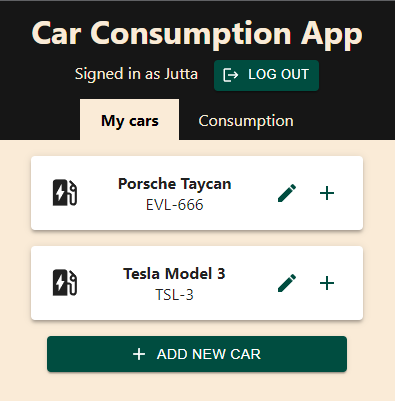 Car Consumption App
Signed in as Jutta LOG OUT
My cars Consumption
Porsche Taycan
EVL-666
Tesla Model 3
TSL-3
ADD NEW CAR